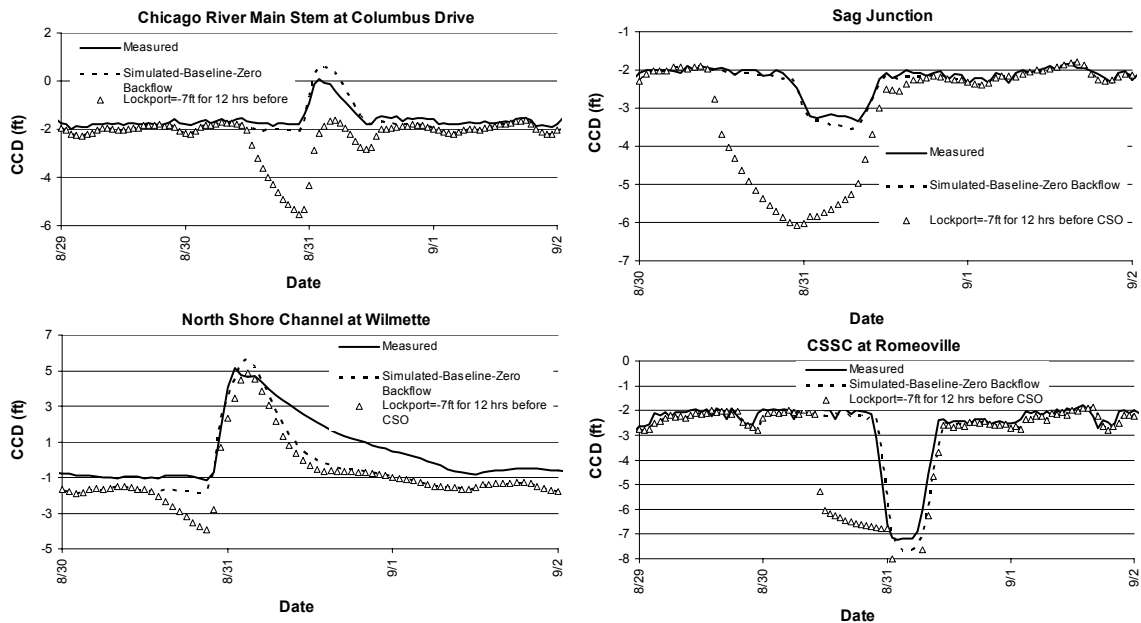 Chicago River Main Stem at Columbus Drive
2
0
-2
-4
-6
CCD (ft)
Measured
Simulated-Baseline-Zero
Backflow
Lockport=-7ft for 12 hrs before
8/29
8/30
8/31
9/1
9/2
Date
Sag Junction
-1
-2
-3
-4
-5
-6
-7
CCD (ft)
Measured
Simulated-Baseline-Zero Backflow
Lockport=-7ft for 12 hrs before CSO
8/30
8/31
9/1
9/2
Date
North Shore Channel at Wilmette
7
5
3
1
-1
-3
-5
CCD (ft)
Measured
Simulated-Baseline-Zero
Backflow
Lockport=-7ft for 12 hrs before
CSO
8/30
8/31
9/1
9/2
Date
CSSC at Romeoville
0
-1
-2
-3
-4
-5
-6
-7
-8
CCD (ft)
Measured
Simulated-Baseline-Zero Backflow
Lockport=-7ft for 12 hrs before CSO
8/29
8/30
8/31
9/1
9/2
Date